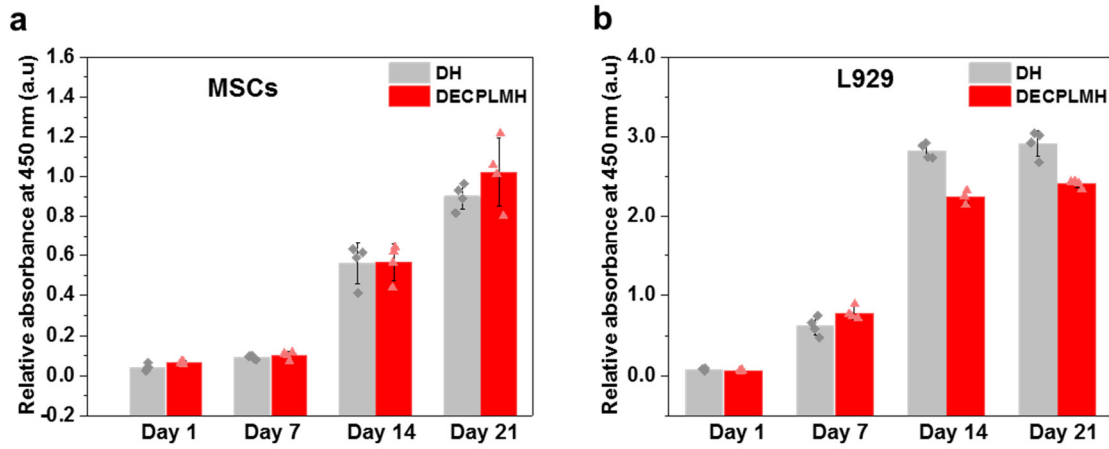 a
MSCs
DH
DECPLMH
Relative absorbance at 450 nm (a.u)
1.6
1.4
1.2
1.0
0.8
0.6
0.4
0.2
0.0
-0.2
Day 1 Day 7 Day 14 Day 21
b
L929
DH
DECPLMH
Relative absorbance at 450 nm (a.u)
4.0
3.0
2.0
1.0
0.0
Day 1 Day 7 Day 14 Day 21